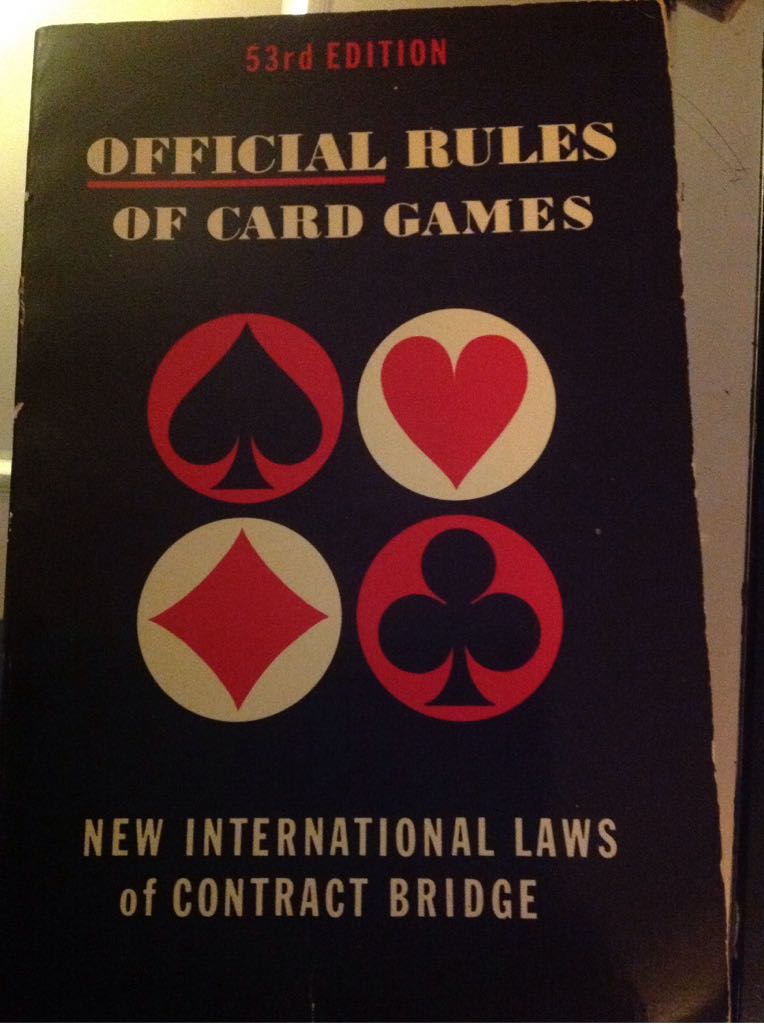 53rd EDITION
OFFICIAL RULES
OF CARD GAMES
NEW INTERNATIONAL LAWS
of CONTRACT BRIDGE